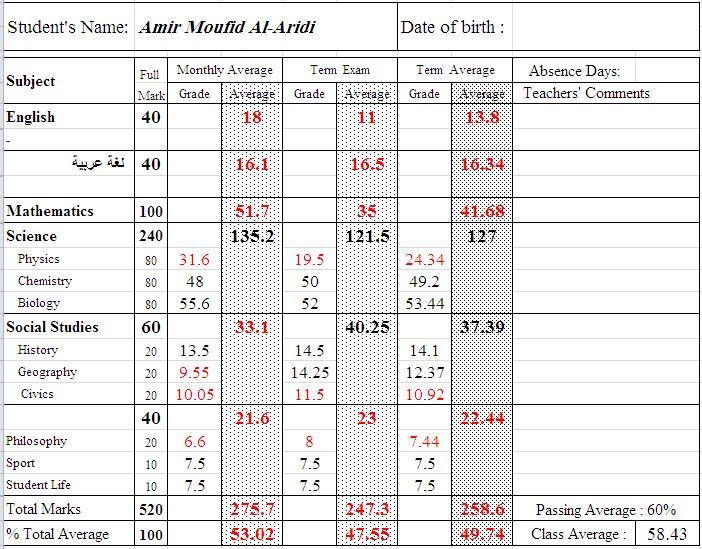 Student's Name: Amir Moufid Al-Aridi Date of birth :
Subject Full Mark Monthly Average Term Exam Term Average Absence Days:
Grade Average Grade Average Grade Average Teachers' Comments
English 40 18 11 13.8
-
لغة عربية 40 16.1 16.5 16.34
Mathematics 100 51.7 35 41.68
Science 240 135.2 121.5 127
Physics 80 31.6 19.5 24.34
Chemistry 80 48 50 49.2
Biology 80 55.6 52 53.44
Social Studies 60 33.1 40.25 37.39
History 20 13.5 14.5 14.1
Geography 20 9.55 14.25 12.37
Civics 20 10.05 11.5 10.92
40 21.6 23 22.44
Philosophy 20 6.6 8 7.44
Sport 10 7.5 7.5 7.5
Student Life 10 7.5 7.5 7.5
Total Marks 520 275.7 247.3 258.6 Passing Average : 60%
% Total Average 100 53.02 47.55 49.74 Class Average : 58.43